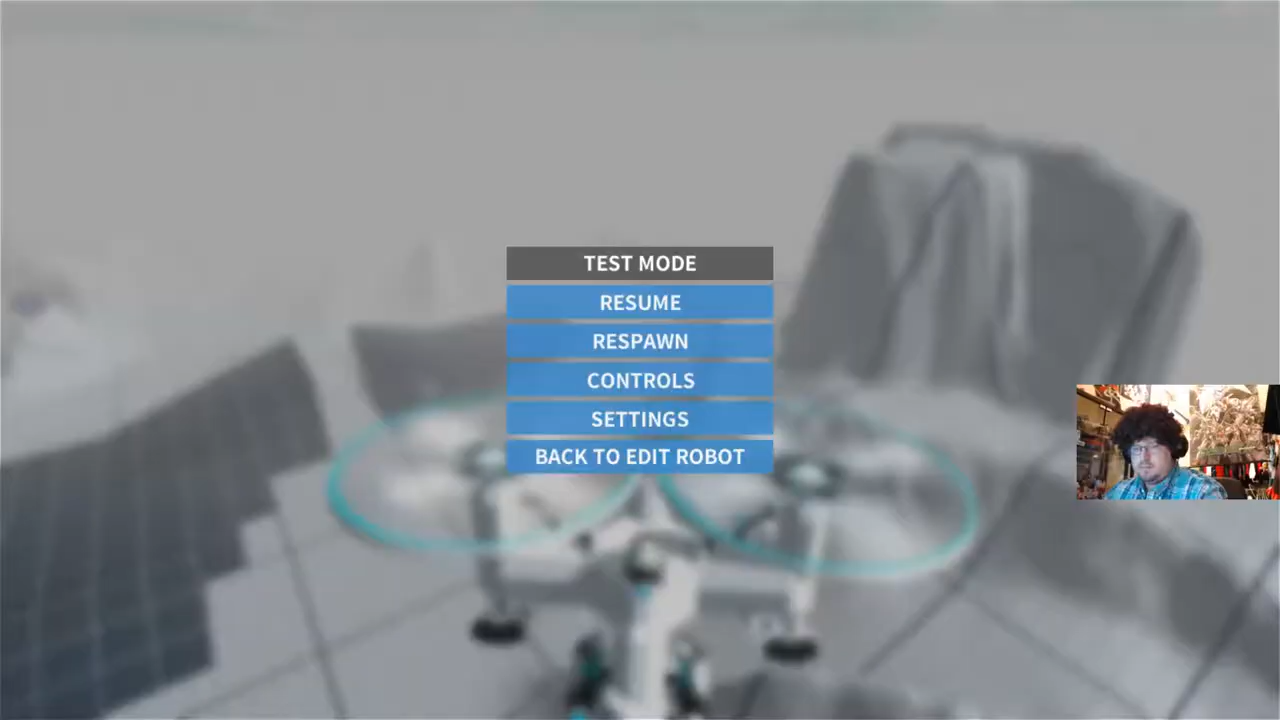 TEST MODE
RESUME
RESPAWN
CONTROLS
SETTINGS
BACK TO EDIT ROBOT